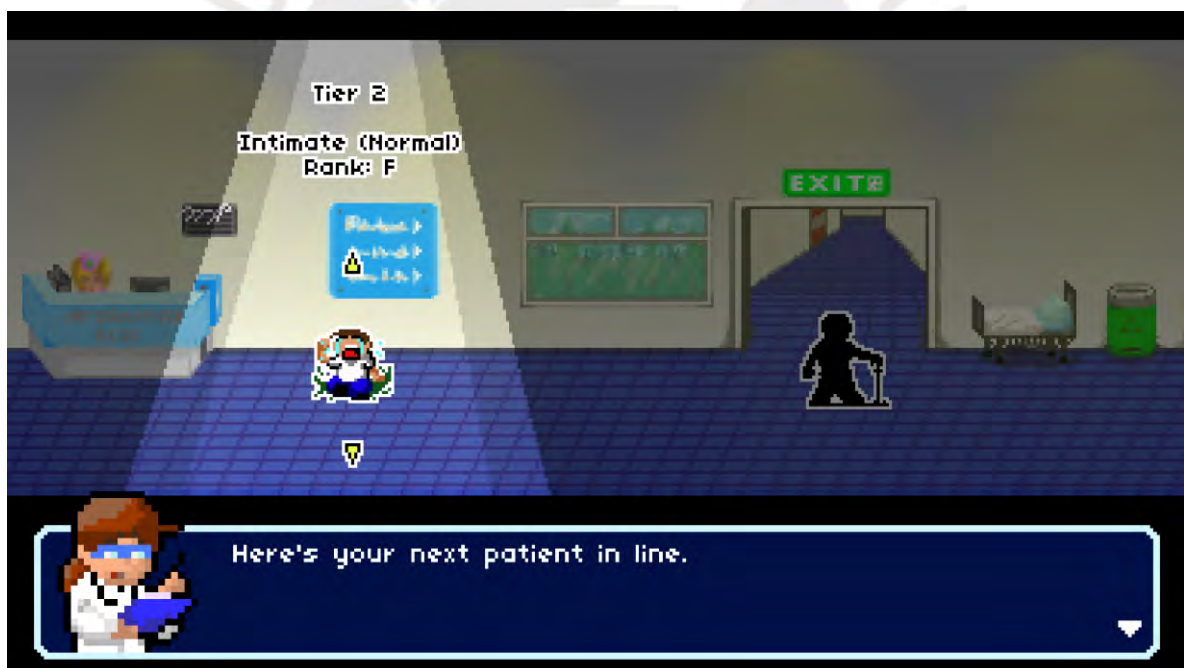 Tier 2
Intimate (Normal)
Rank: F
EXIT
Here's your next patient in line.